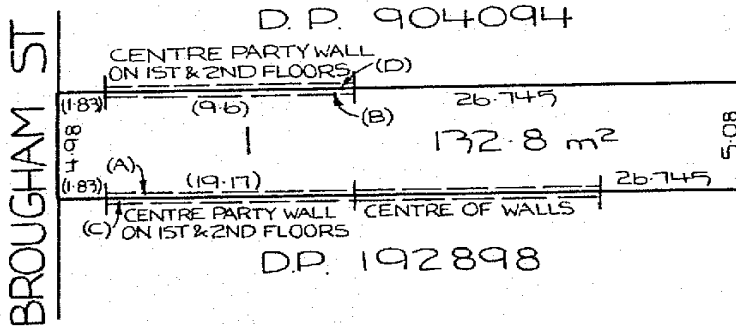 D.P. 904094
BROUGHAM ST
CENTRE PARTY WALL
ON 1ST & 2ND FLOORS
(D)
(1.83)
(9.6)
(B)
26.745
4.98
1
132.8 m²
5.08
(A)
(1.83)
(19.17)
26.745
(C)
CENTRE PARTY WALL
ON 1ST & 2ND FLOORS
CENTRE OF WALLS
D.P. 192898